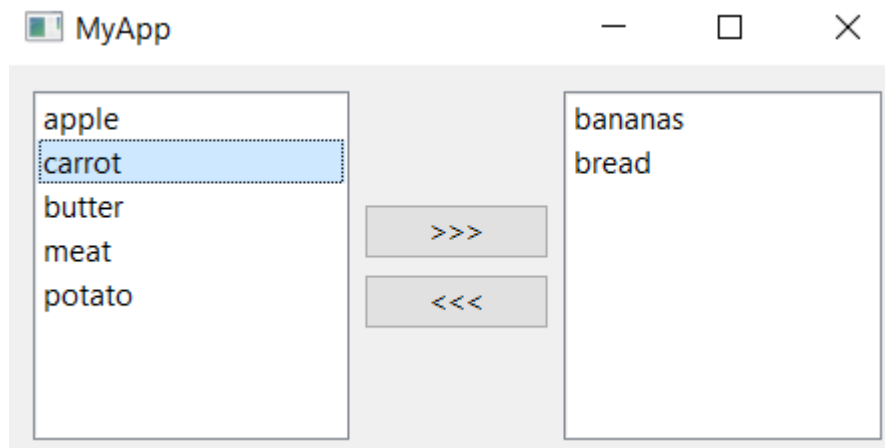 MyApp
apple
carrot
butter
meat
potato
>>>
<<<
bananas
bread